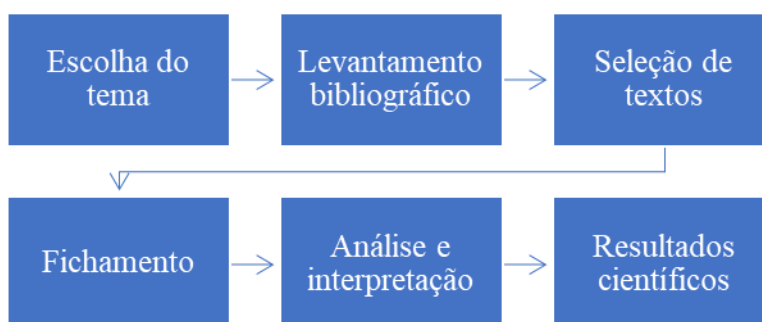 Escolha do
tema
Levantamento
bibliográfico
Seleção de
textos
Fichamento
Análise e
interpretação
Resultados
científicos